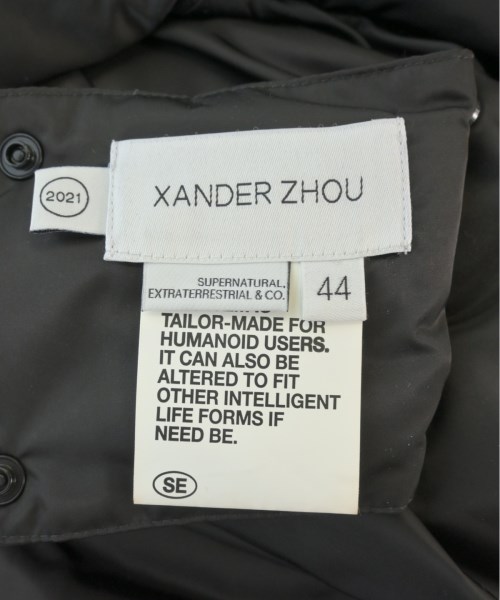 2021
XANDER ZHOU
SUPERNATURAL,
EXTRATERRESTRIAL & CO.
44
TAILOR-MADE FOR
HUMANOID USERS.
IT CAN ALSO BE
ALTERED TO FIT
OTHER INTELLIGENT
LIFE FORMS IF
NEED BE.
SE